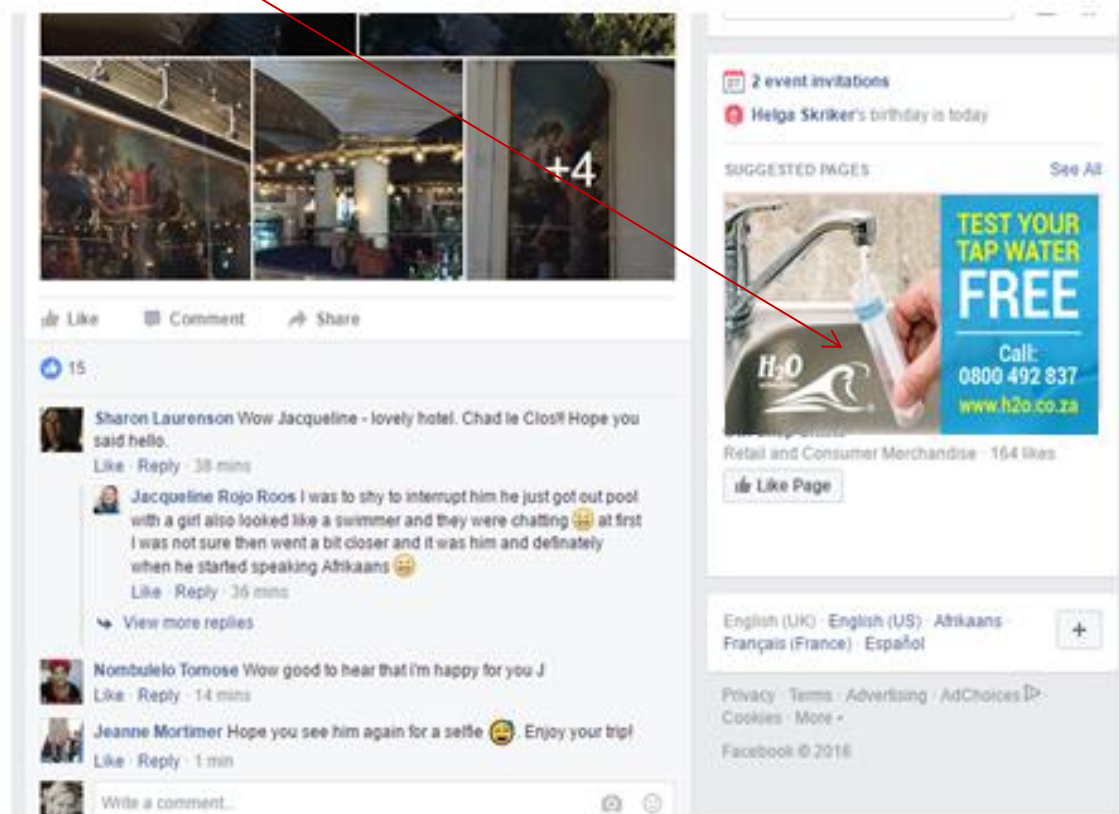 +4
Like Comment Share
15
Sharon Laurenson Wow Jacqueline - lovely hotel. Chad le Clos!! Hope you
said hello.
Like · Reply · 38 mins
Jacqueline Rojo Roos I was to shy to interrupt him he just got out pool
with a girl also looked like a swimmer and they were chatting 😀 at first
I was not sure then went a bit closer and it was him and definately
when he started speaking Afrikaans 😀
Like · Reply · 36 mins
View more replies
Nombulelo Tomose Wow good to hear that i'm happy for you J
Like · Reply · 14 mins
Jeanne Mortimer Hope you see him again for a selfie 😅. Enjoy your trip!
Like · Reply · 1 min
Write a comment...
2 event invitations
Helga Skriker's birthday is today
SUGGESTED PAGES See All
TEST YOUR
TAP WATER
FREE
Call:
0800 492 837
www.h2o.co.za
H₂O
®
Retail and Consumer Merchandise · 164 likes
Like Page
English (UK) · English (US) · Afrikaans ·
Français (France) · Español
+
Privacy · Terms · Advertising · AdChoices ·
Cookies · More
Facebook © 2016